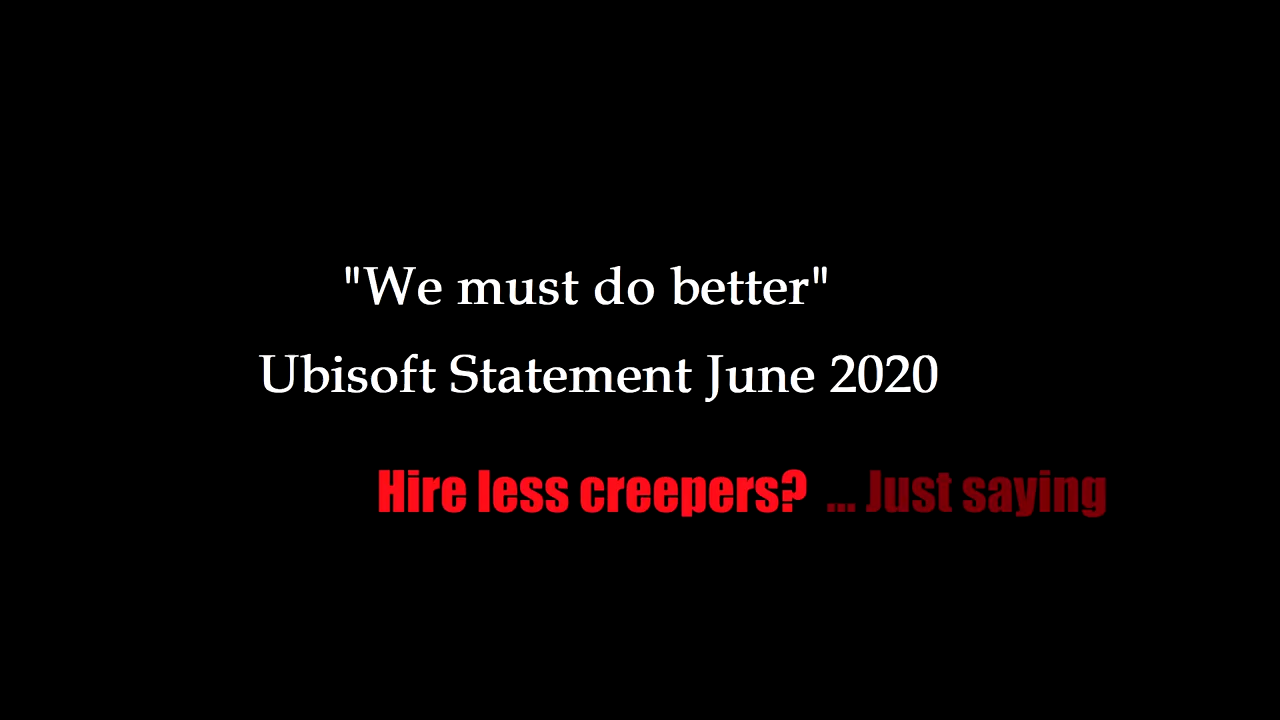 "We must do better"
Ubisoft Statement June 2020
Hire less creepers? ... Just saying